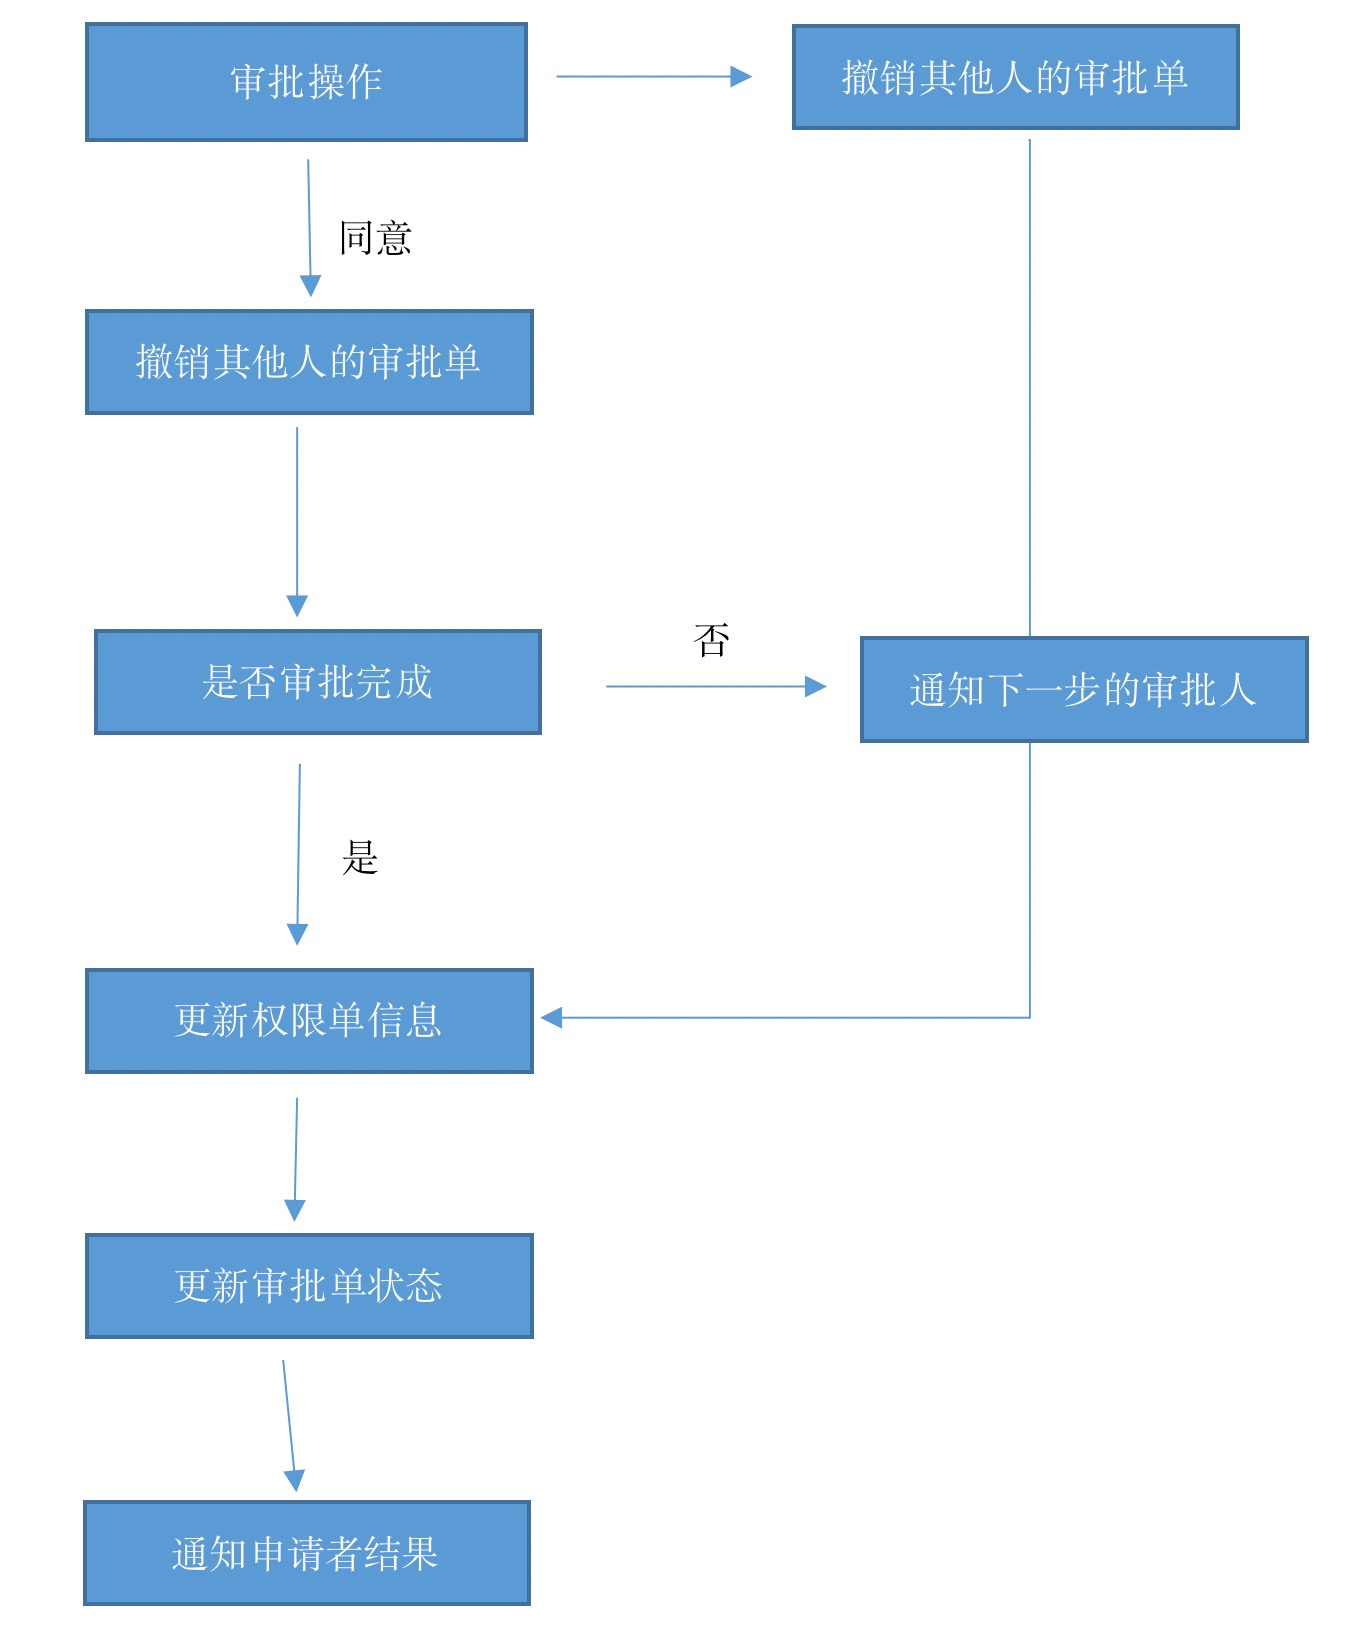 审批操作
撤销其他人的审批单
同意
撤销其他人的审批单
是否审批完成
否
通知下一步的审批人
是
更新权限单信息
更新审批单状态
通知申请者结果